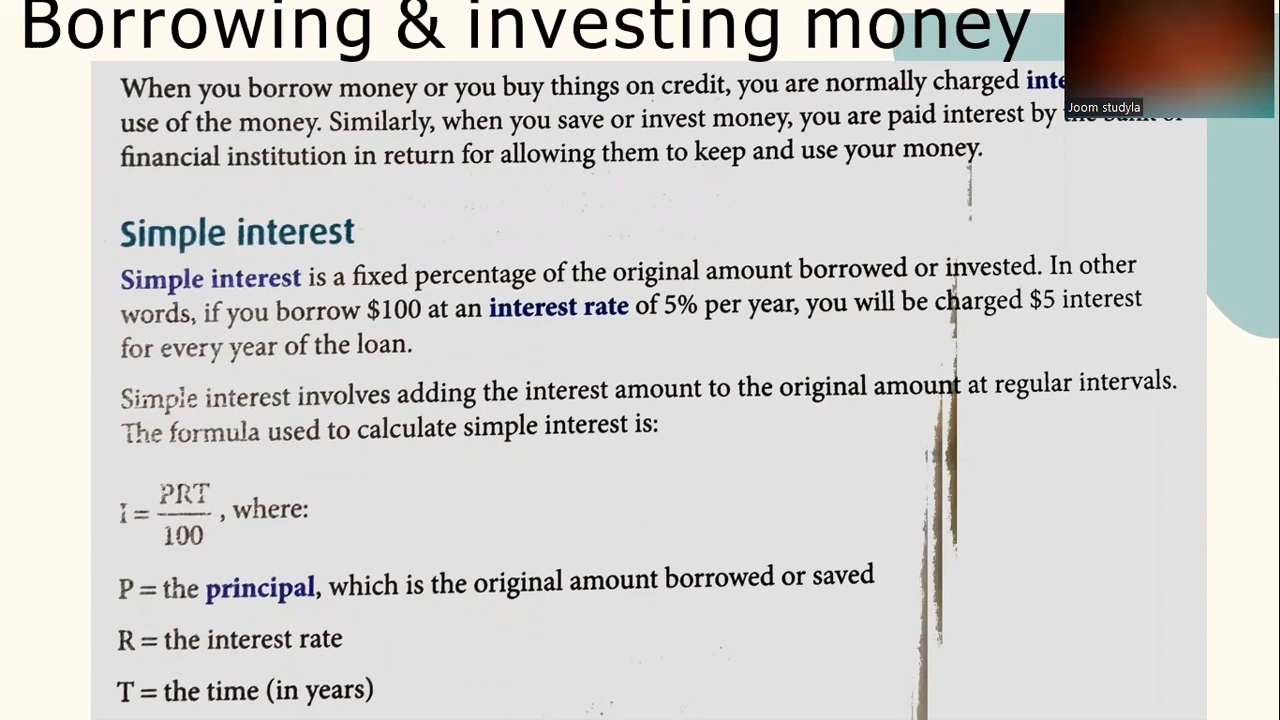 Borrowing & investing money
Joom studyla
When you borrow money or you buy things on credit, you are normally charged
use of the money. Similarly, when you save or invest money, you are paid interest by
financial institution in return for allowing them to keep and use your money.
Simple interest
Simple interest is a fixed percentage of the original amount borrowed or invested. In other
words, if you borrow $100 at an interest rate of 5% per year, you will be charged $5 interest
for every year of the loan.
Simple interest involves adding the interest amount to the original amount at regular intervals.
The formula used to calculate simple interest is:
I = PRT / 100 , where:
P = the principal, which is the original amount borrowed or saved
R = the interest rate
T = the time (in years)